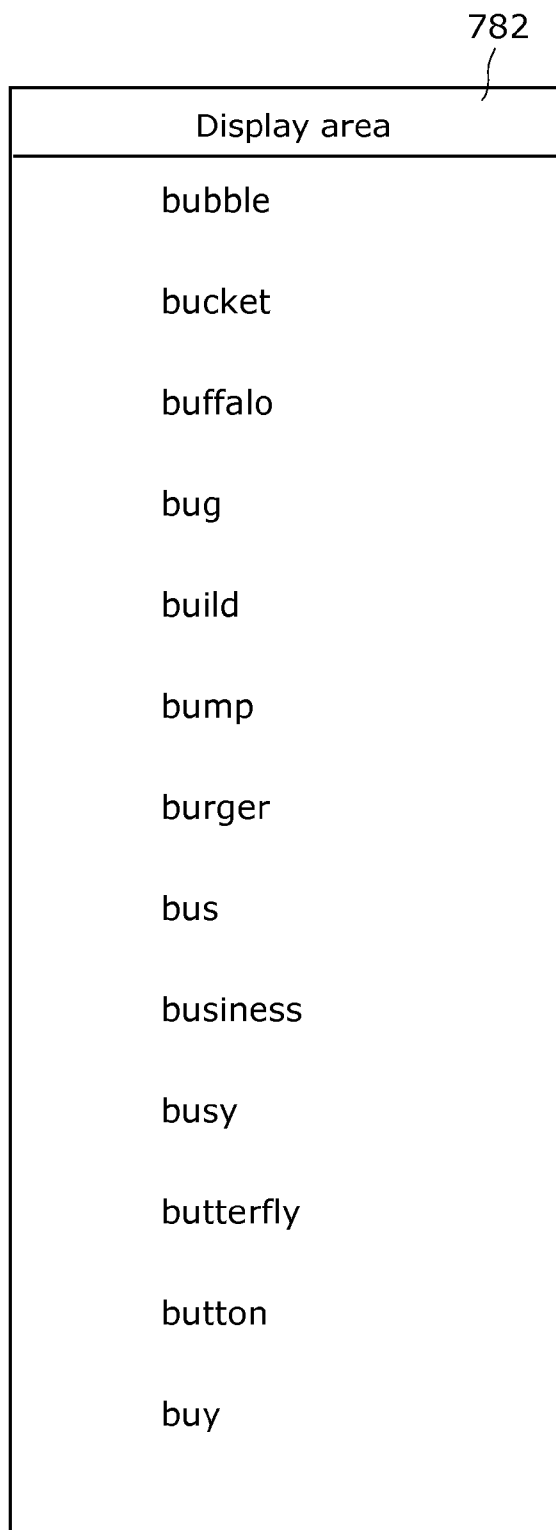 782
Display area
bubble
bucket
buffalo
bug
build
bump
burger
bus
business
busy
butterfly
button
buy